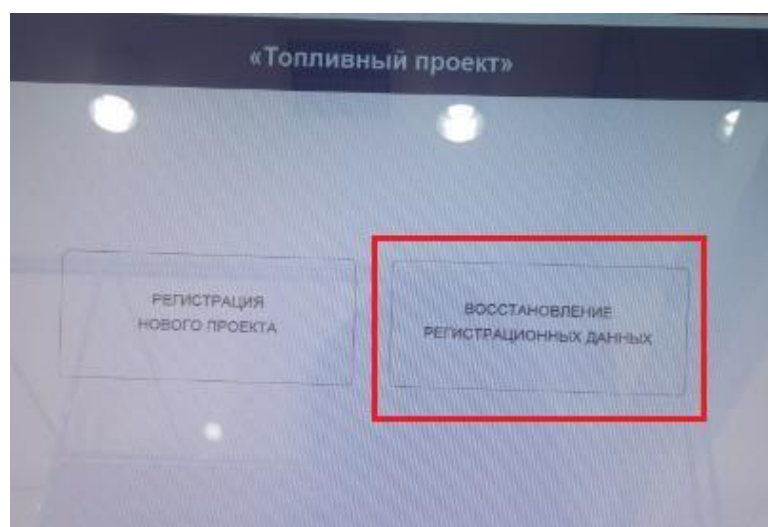 «Топливный проект»
РЕГИСТРАЦИЯ
НОВОГО ПРОЕКТА
ВОССТАНОВЛЕНИЕ
РЕГИСТРАЦИОННЫХ ДАННЫХ